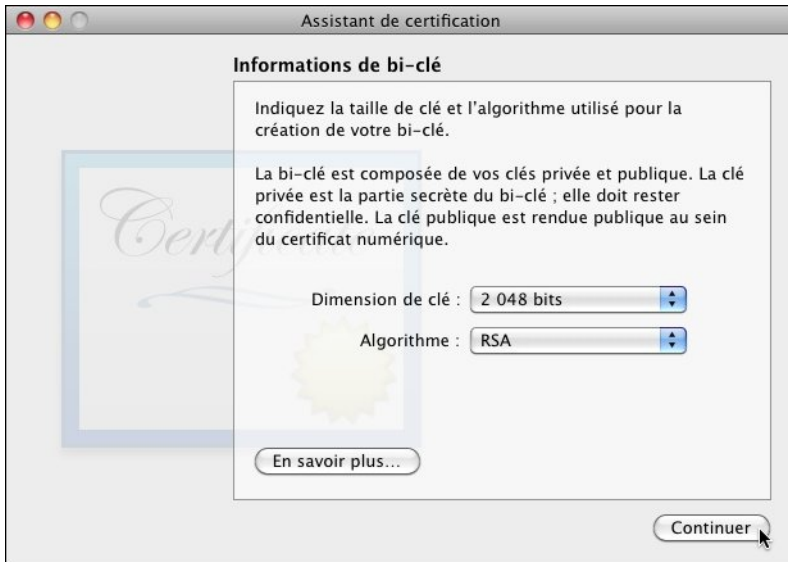 Assistant de certification
Informations de bi-clé
Indiquez la taille de clé et l'algorithme utilisé pour la
création de votre bi-clé.
La bi-clé est composée de vos clés privée et publique. La clé
privée est la partie secrète du bi-clé ; elle doit rester
confidentielle. La clé publique est rendue publique au sein
du certificat numérique.
Certificate
Dimension de clé : 2 048 bits
Algorithme : RSA
En savoir plus...
Continuer